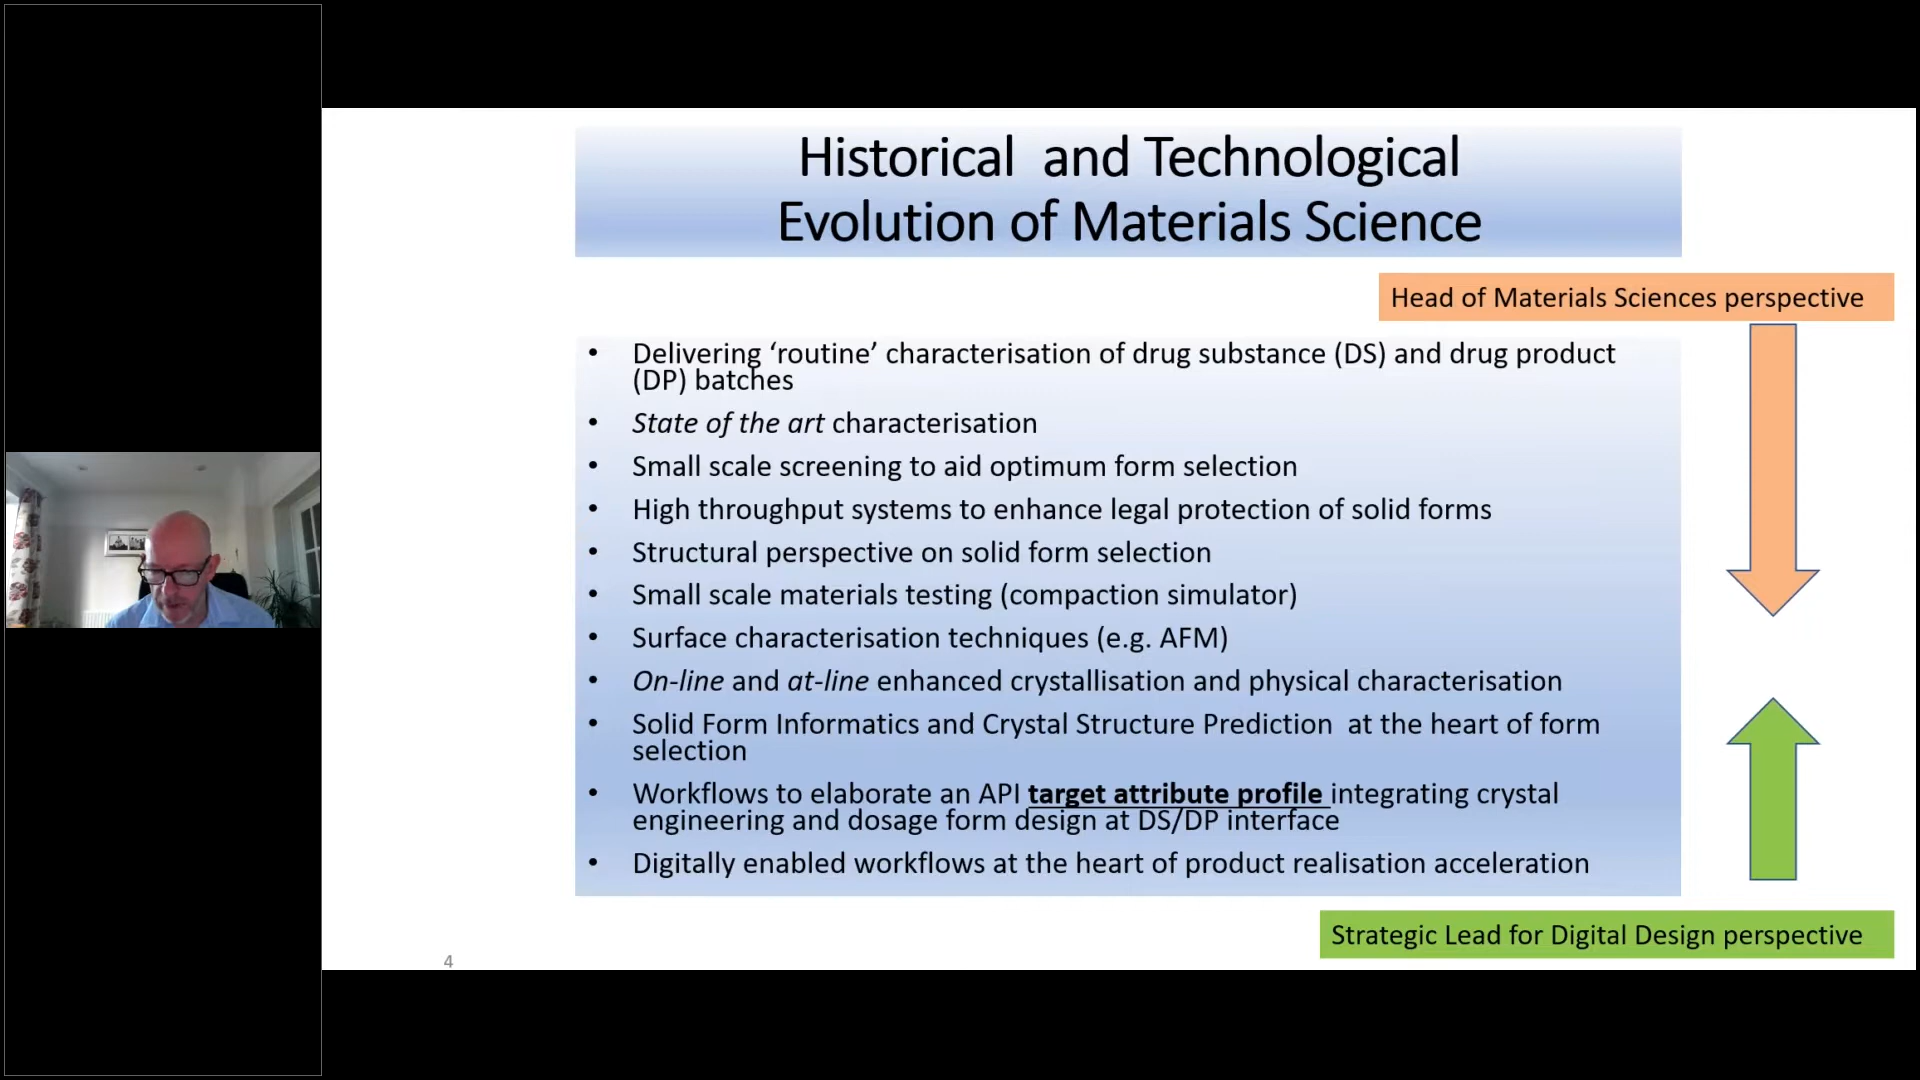 Historical  and Technological
Evolution of Materials Science
Head of Materials Sciences perspective
• Delivering ‘routine’ characterisation of drug substance (DS) and drug product
(DP) batches
• State of the art characterisation
• Small scale screening to aid optimum form selection
• High throughput systems to enhance legal protection of solid forms
• Structural perspective on solid form selection
• Small scale materials testing (compaction simulator)
• Surface characterisation techniques (e.g. AFM)
• On-line and at-line enhanced crystallisation and physical characterisation
• Solid Form Informatics and Crystal Structure Prediction  at the heart of form
selection
• Workflows to elaborate an API target attribute profile integrating crystal
engineering and dosage form design at DS/DP interface
• Digitally enabled workflows at the heart of product realisation acceleration
Strategic Lead for Digital Design perspective
4